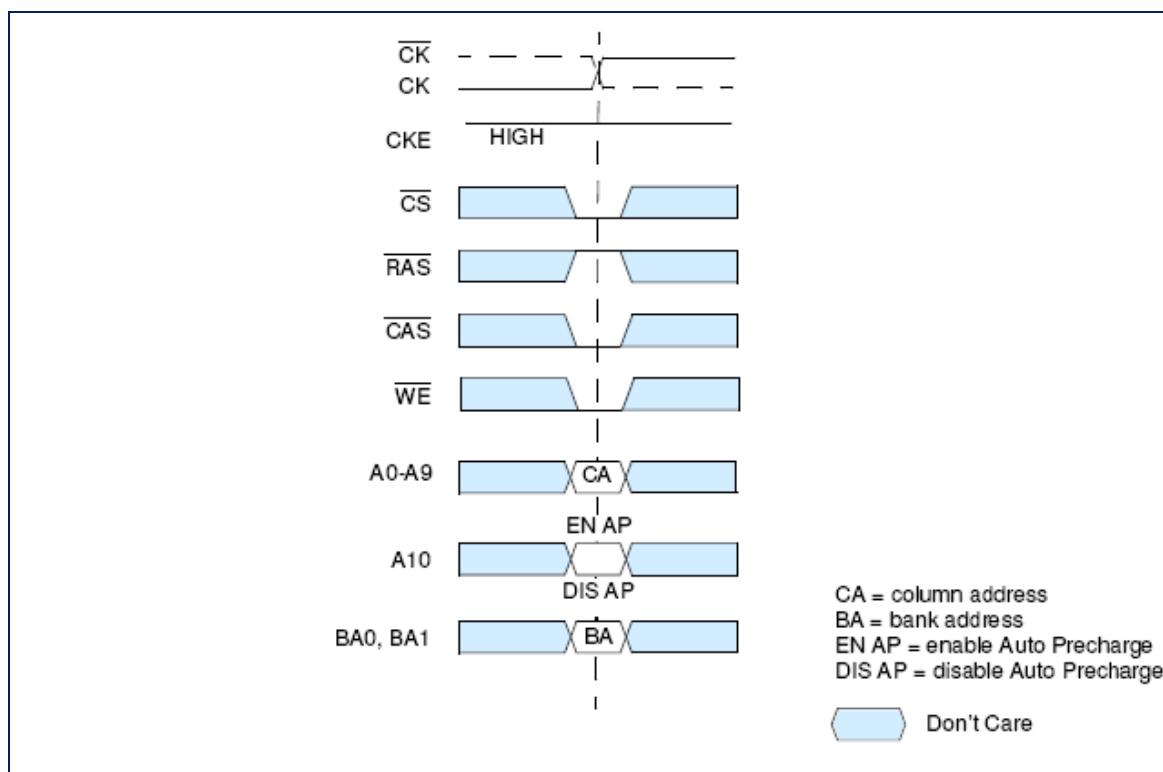 CK
CK
CKE
HIGH
CS
RAS
CAS
WE
A0-A9
CA
EN AP
A10
DIS AP
BA0, BA1
BA
CA = column address
BA = bank address
EN AP = enable Auto Precharge
DIS AP = disable Auto Precharge
Don't Care